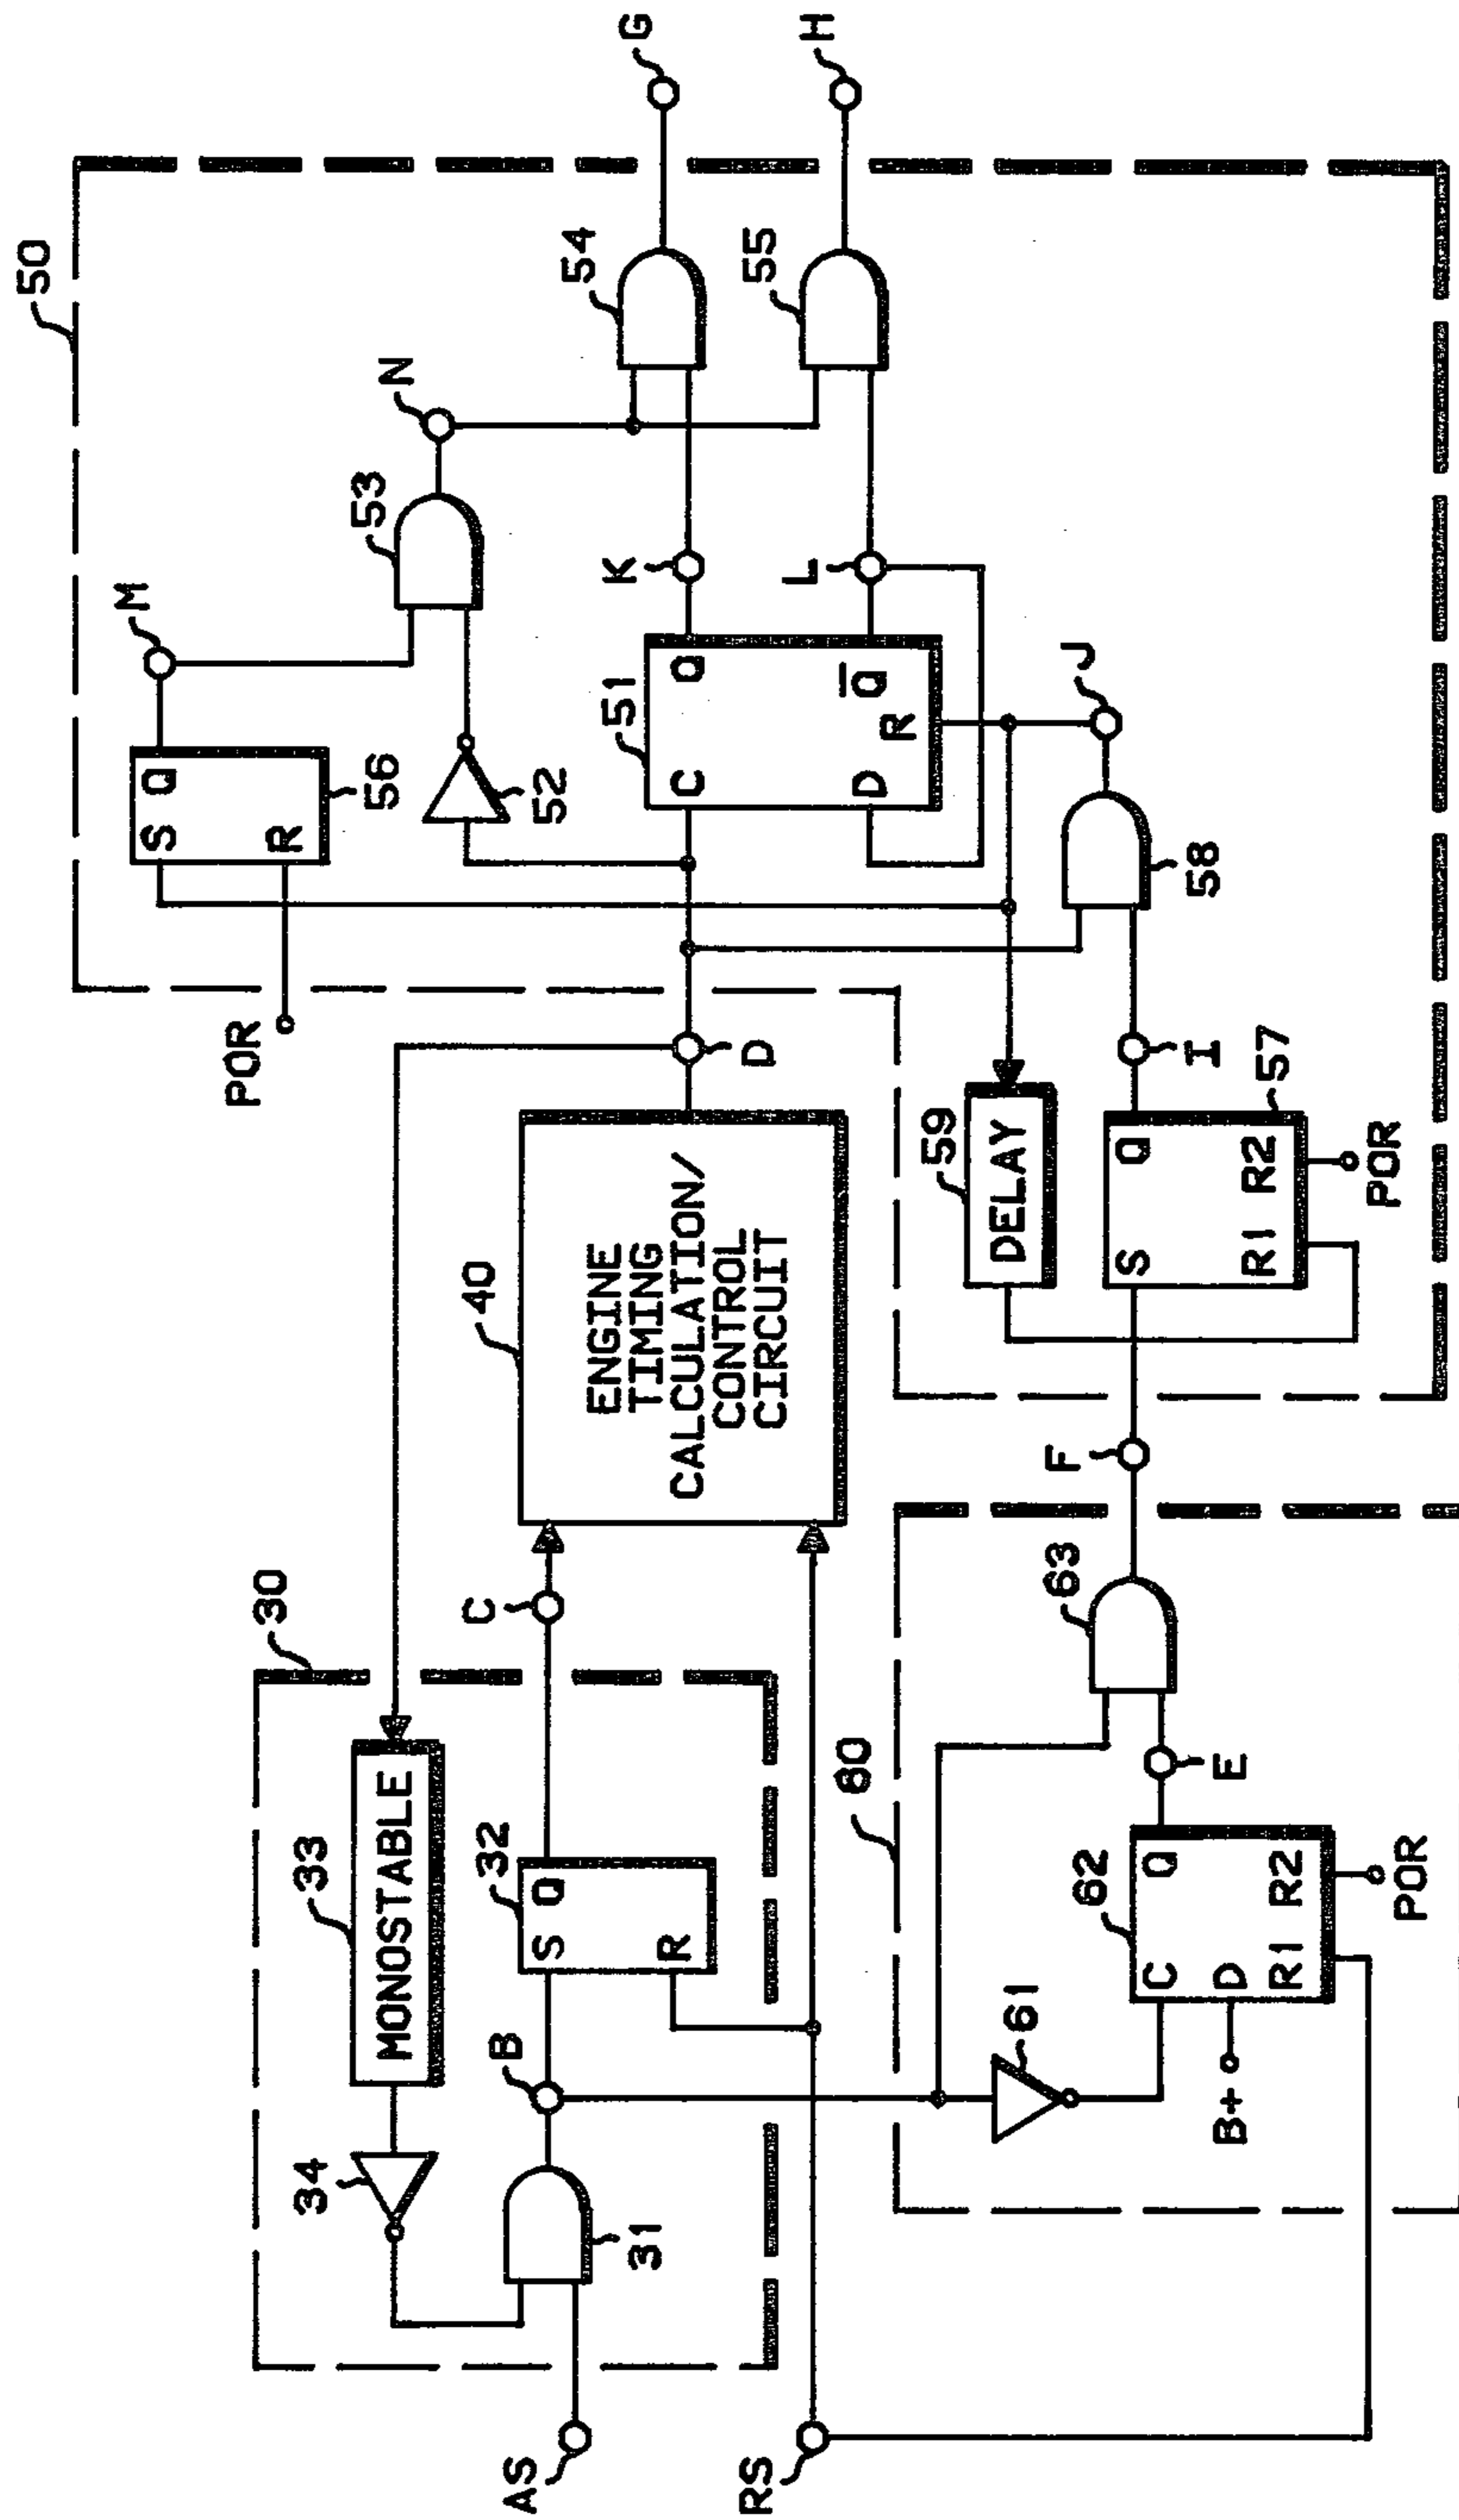 50
M
S Q
R
POR
56
N
53
30
33
MONOSTABLE
34
52
54
G
40
ENGINE
TIMING
CALCULATION/
CONTROL
CIRCUIT
C
32
S Q
R
B
31
AS
D
51
C Q
D Q
R
K
L
55
H
RS
60
61
62
C Q
D
R1 R2
B+
POR
E
63
F
59
DELAY
57
S Q
R1 R2
POR
I
58
J